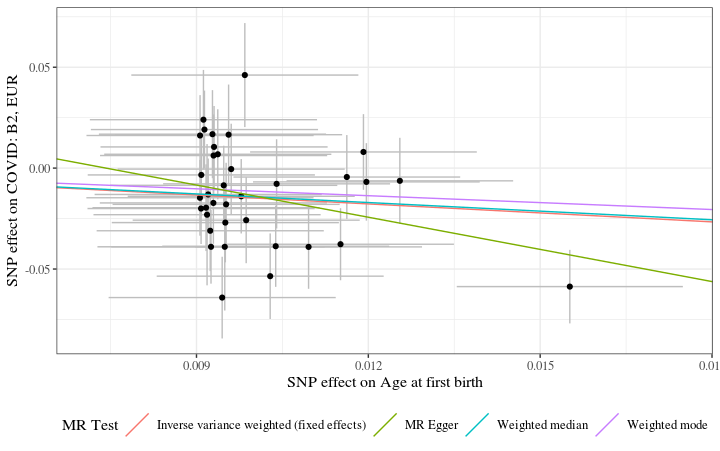 SNP effect on COVID: B2, EUR
0.05
0.00
-0.05
0.009
0.012
0.015
0.01
SNP effect on Age at first birth
MR Test
Inverse variance weighted (fixed effects)
MR Egger
Weighted median
Weighted mode